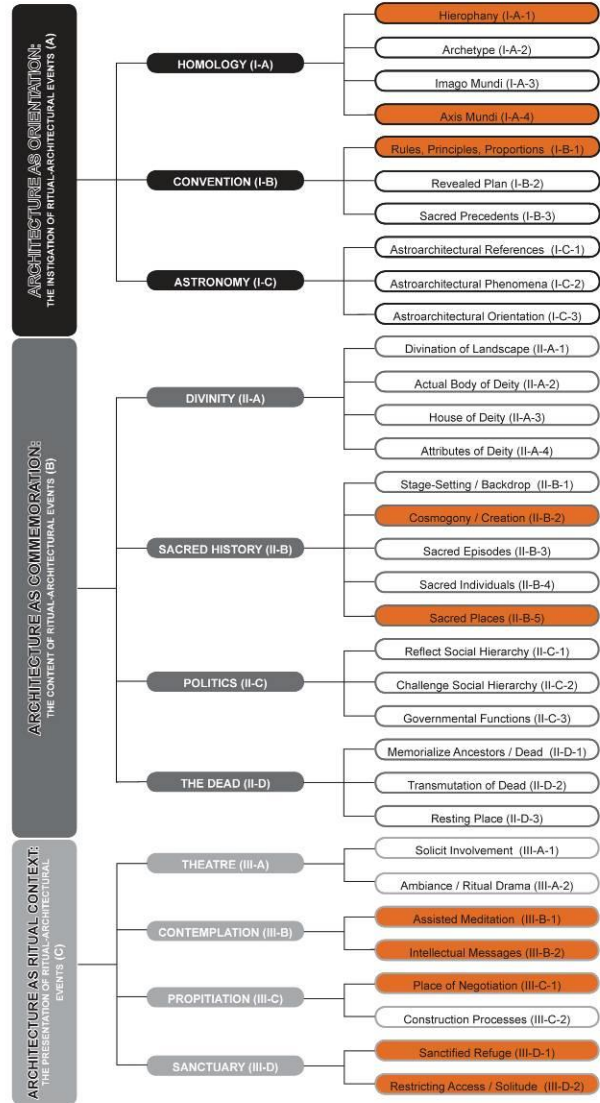 ARCHITECTURE AS ORIENTATION:
THE INSTIGATION OF RITUAL-ARCHITECTURAL EVENTS (A)
HOMOLOGY (I-A)
Hierophany (I-A-1)
Archetype (I-A-2)
Imago Mundi (I-A-3)
Axis Mundi (I-A-4)
CONVENTION (I-B)
Rules, Principles, Proportions (I-B-1)
Revealed Plan (I-B-2)
Sacred Precedents (I-B-3)
ASTRONOMY (I-C)
Astroarchitectural References (I-C-1)
Astroarchitectural Phenomena (I-C-2)
Astroarchitectural Orientation (I-C-3)
ARCHITECTURE AS COMMEMORATION:
THE CONTENT OF RITUAL-ARCHITECTURAL EVENTS (B)
DIVINITY (II-A)
Divination of Landscape (II-A-1)
Actual Body of Deity (II-A-2)
House of Deity (II-A-3)
Attributes of Deity (II-A-4)
SACRED HISTORY (II-B)
Stage-Setting / Backdrop (II-B-1)
Cosmogony / Creation (II-B-2)
Sacred Episodes (II-B-3)
Sacred Individuals (II-B-4)
Sacred Places (II-B-5)
POLITICS (II-C)
Reflect Social Hierarchy (II-C-1)
Challenge Social Hierarchy (II-C-2)
Governmental Functions (II-C-3)
THE DEAD (II-D)
Memorialize Ancestors / Dead (II-D-1)
Transmutation of Dead (II-D-2)
Resting Place (II-D-3)
ARCHITECTURE AS RITUAL CONTEXT:
THE PRESENTATION OF RITUAL-ARCHITECTURAL
EVENTS (C)
THEATRE (III-A)
Solicit Involvement (III-A-1)
Ambiance / Ritual Drama (III-A-2)
CONTEMPLATION (III-B)
Assisted Meditation (III-B-1)
Intellectual Messages (III-B-2)
PROPITIATION (III-C)
Place of Negotiation (III-C-1)
Construction Processes (III-C-2)
SANCTUARY (III-D)
Sanctified Refuge (III-D-1)
Restricting Access / Solitude (III-D-2)